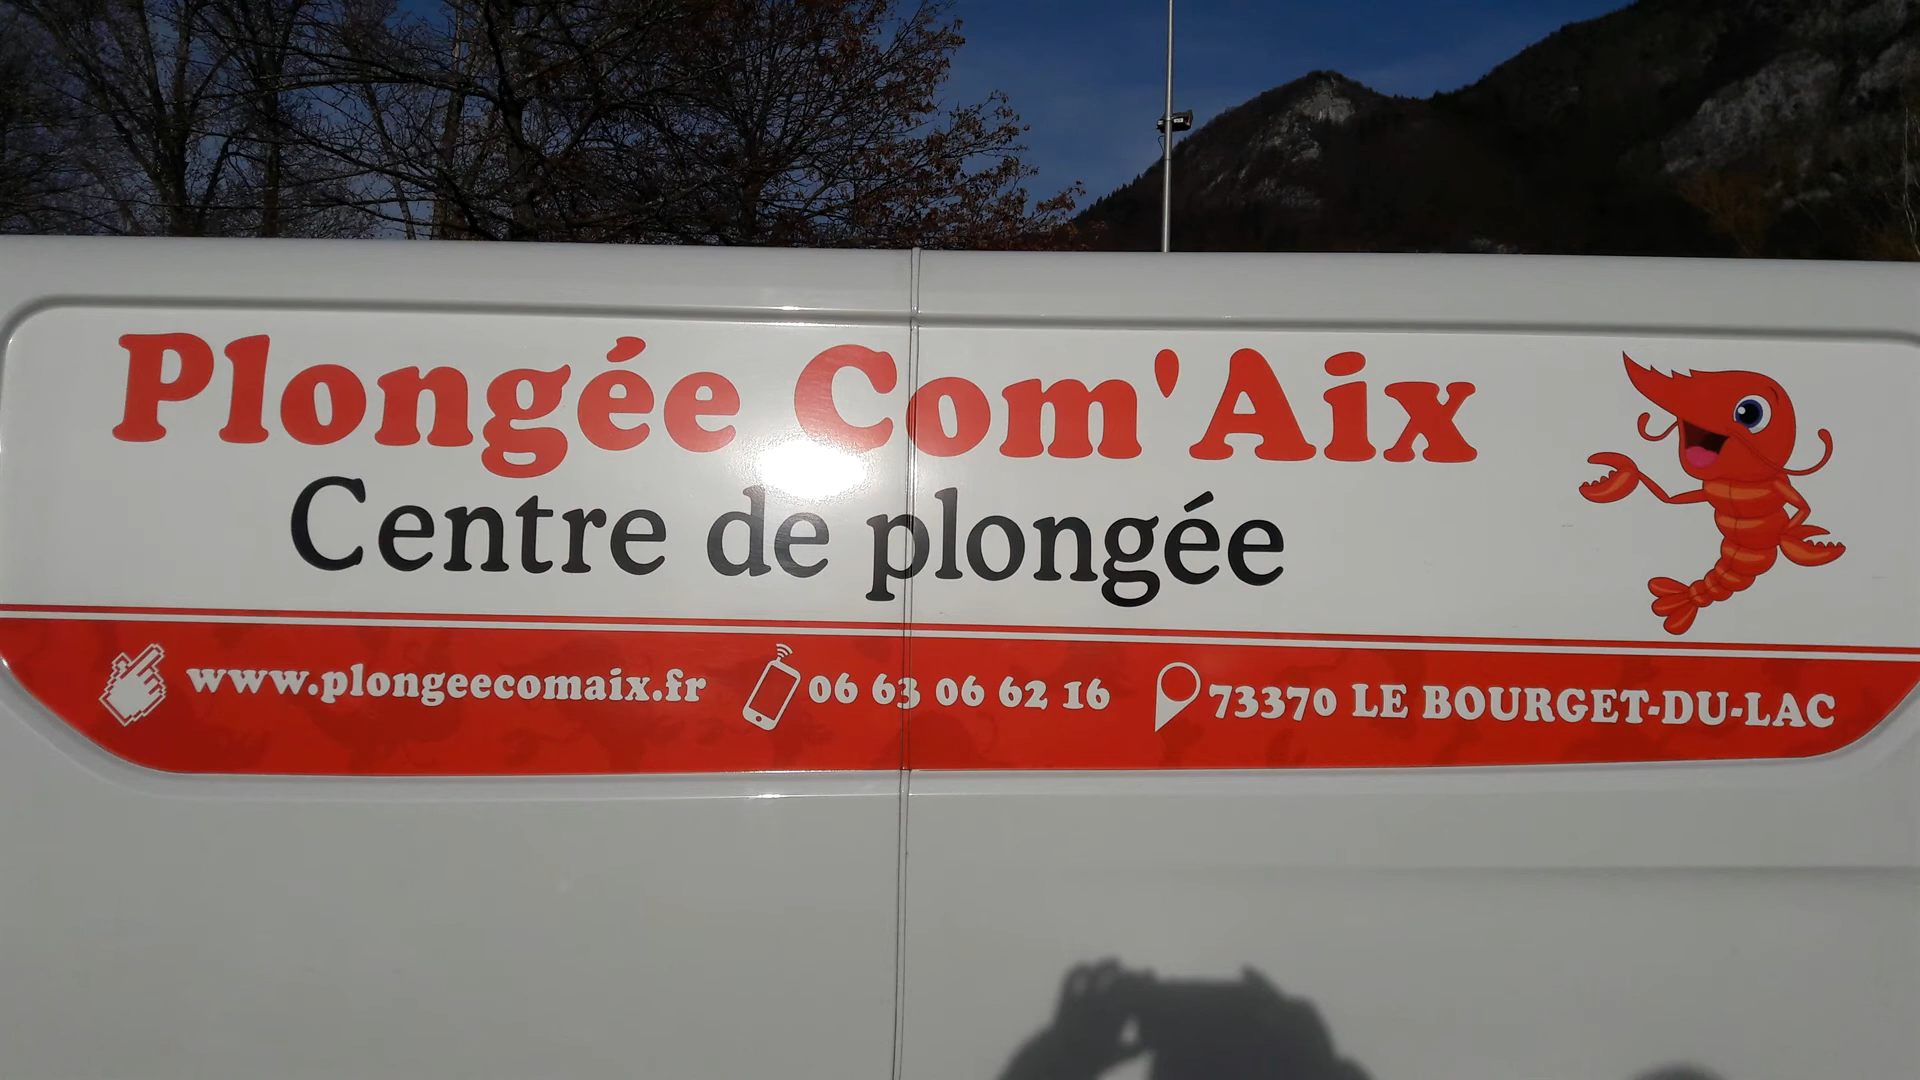 Plongée Com'Aix
Centre de plongée
www.plongeecomaix.fr 06 63 06 62 16 73370 LE BOURGET-DU-LAC